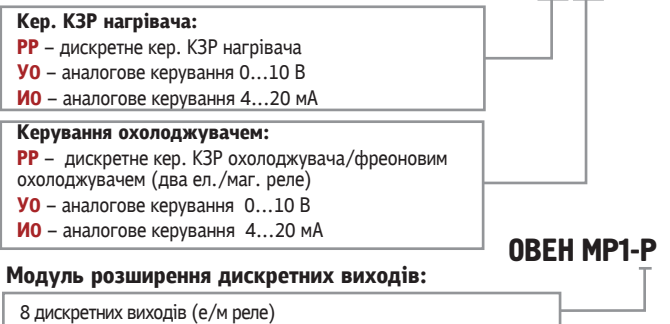 Кер. КЗР нагрівача:
РР – дискретне кер. КЗР нагрівача
УО – аналогове керування 0...10 В
ИО – аналогове керування 4...20 мА
Керування охолоджувачем:
РР – дискретне кер. КЗР охолоджувача/фреоновим
охолоджувачем (два ел./маг. реле)
УО – аналогове керування 0...10 В
ИО – аналогове керування 4...20 мА
ОВЕН МР1-Р
Модуль розширення дискретних виходів:
8 дискретних виходів (е/м реле)